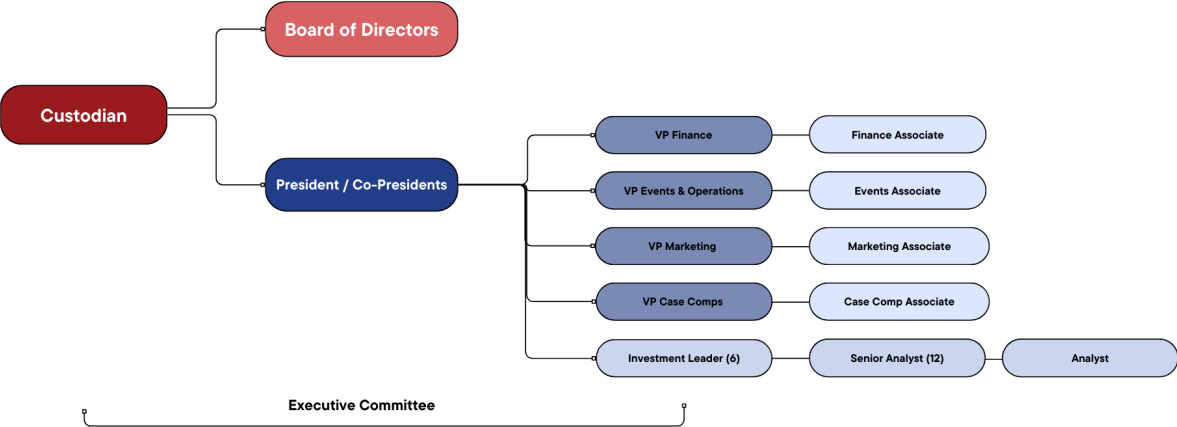 Board of Directors
Custodian
President / Co-Presidents
VP Finance
Finance Associate
VP Events & Operations
Events Associate
VP Marketing
Marketing Associate
VP Case Comps
Case Comp Associate
Investment Leader (6)
Senior Analyst (12)
Analyst
Executive Committee